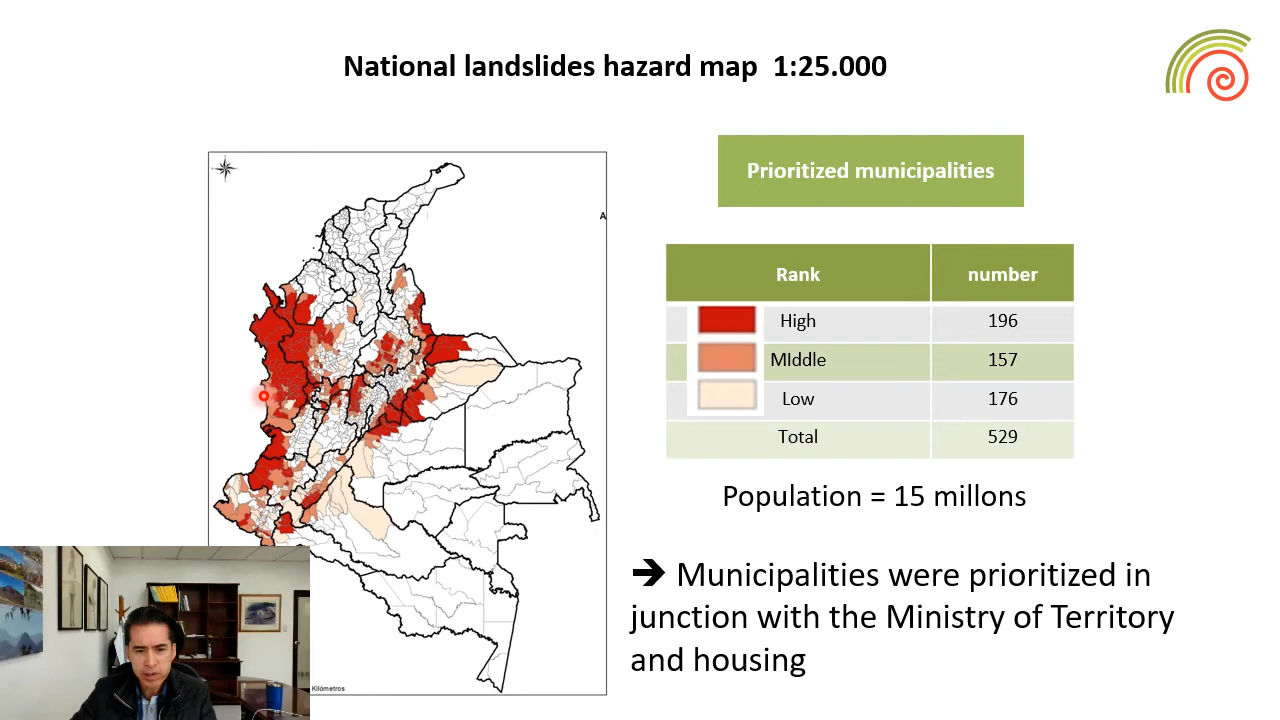 National landslides hazard map 1:25.000
A
Prioritized municipalities
Rank number
High 196
MIddle 157
Low 176
Total 529
Population = 15 millons
➔ Municipalities were prioritized in
junction with the Ministry of Territory
and housing
Kilómetros